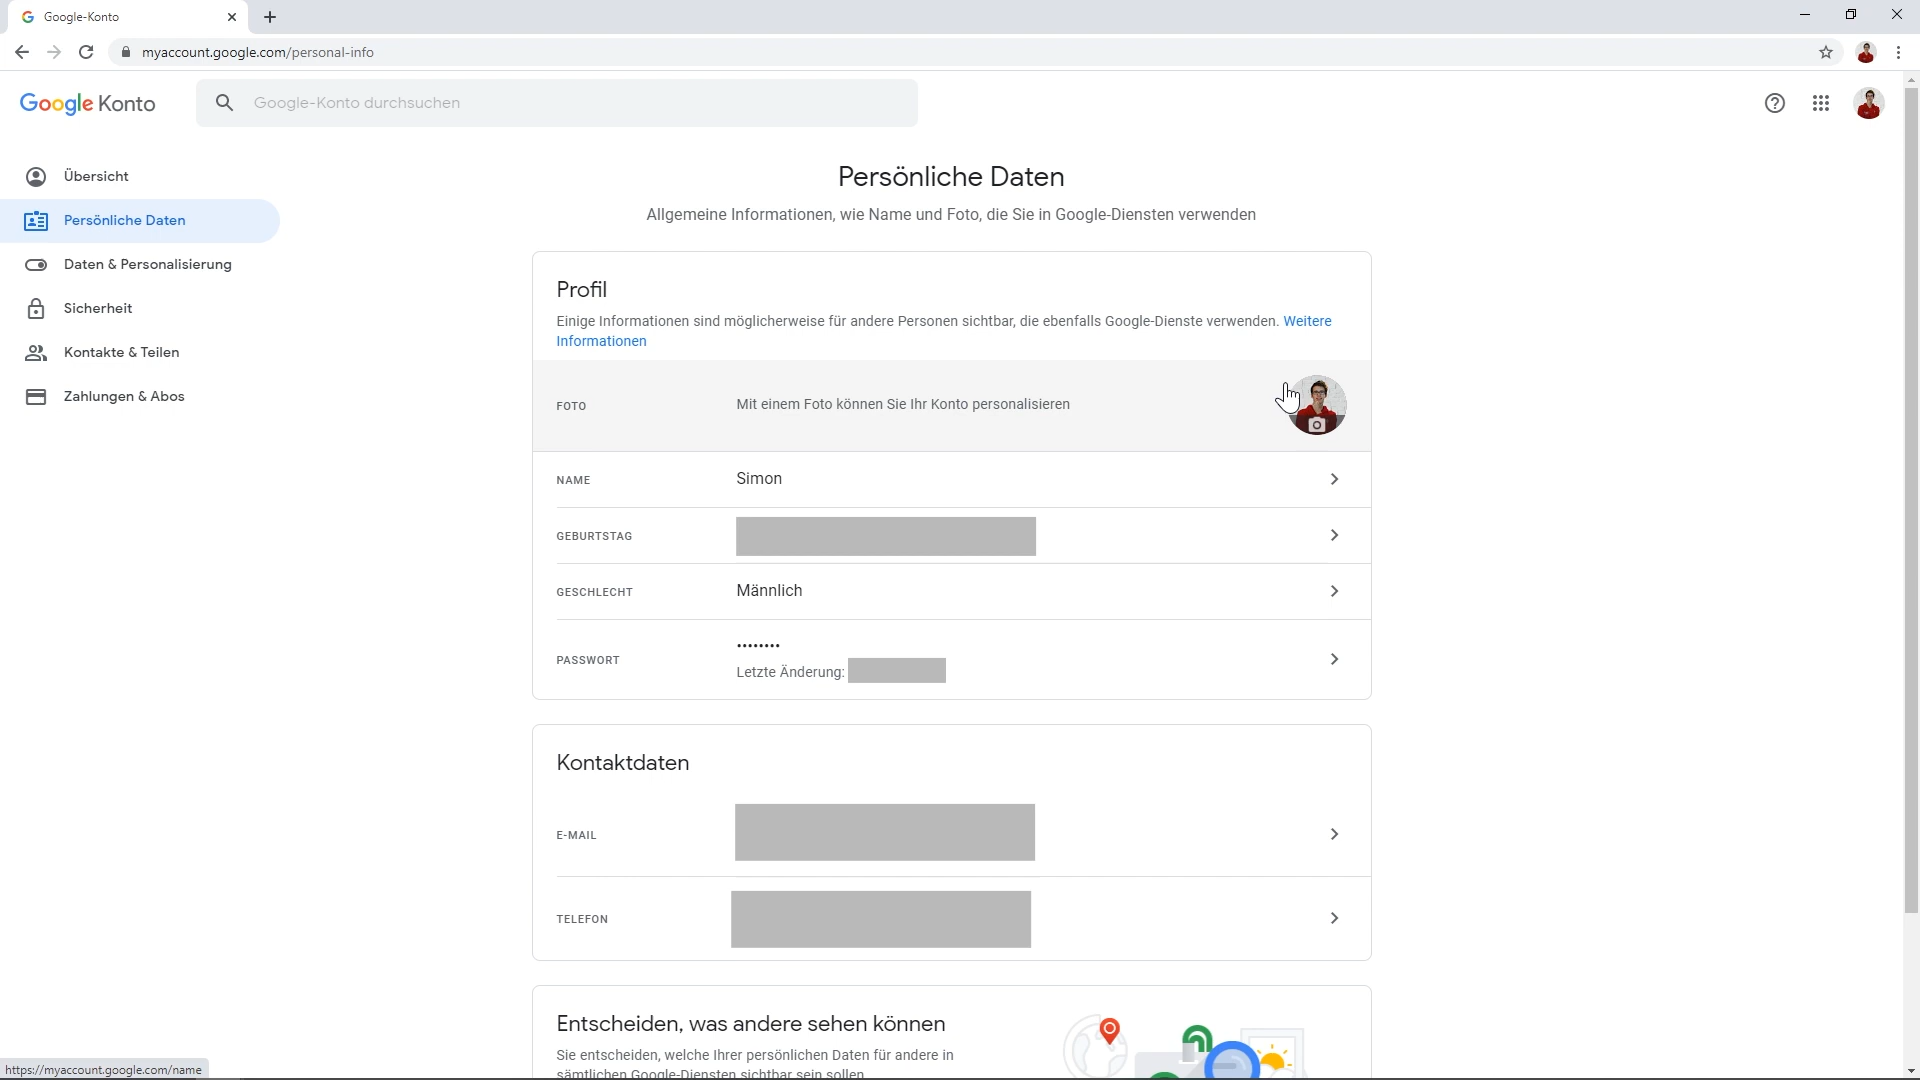 Google-Konto
myaccount.google.com/personal-info
Google Konto
Google-Konto durchsuchen
Übersicht
Persönliche Daten
Daten & Personalisierung
Sicherheit
Kontakte & Teilen
Zahlungen & Abos
Persönliche Daten
Allgemeine Informationen, wie Name und Foto, die Sie in Google-Diensten verwenden
Profil
Einige Informationen sind möglicherweise für andere Personen sichtbar, die ebenfalls Google-Dienste verwenden. Weitere
Informationen
FOTO
Mit einem Foto können Sie Ihr Konto personalisieren
NAME
Simon
GEBURTSTAG
GESCHLECHT
Männlich
PASSWORT
••••••••
Letzte Änderung:
Kontaktdaten
E-MAIL
TELEFON
Entscheiden, was andere sehen können
Sie entscheiden, welche Ihrer persönlichen Daten für andere in
sämtlichen Google-Diensten sichtbar sein sollen
https://myaccount.google.com/name